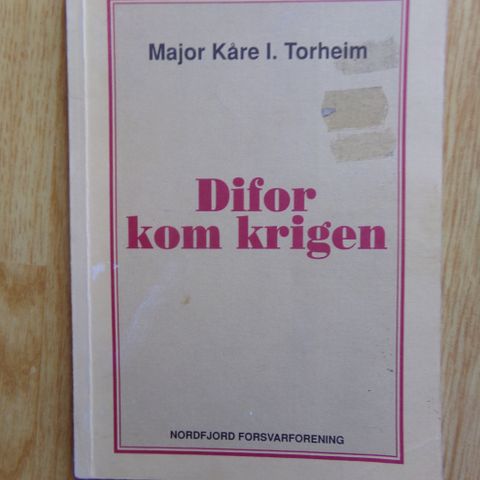 Major Kåre I. Torheim
Difor
kom krigen
NORDFJORD FORSVARFORENING